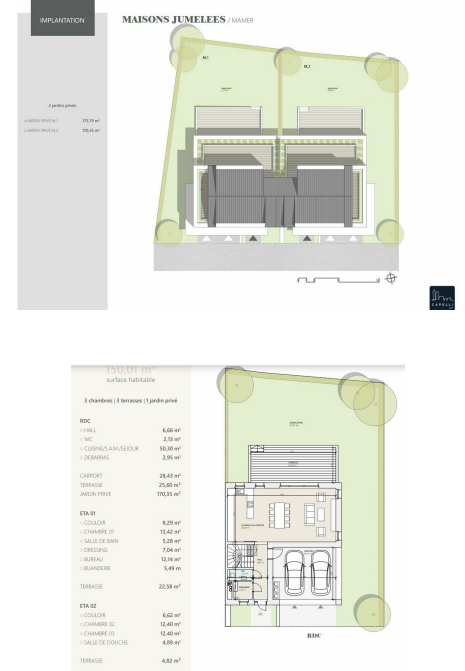 IMPLANTATION
MAISONS JUMELEES / MAMER
M.1
M.2
2 jardin privés
JARDIN PRIVE M.2 170,35 m²
CAPELLI
150,01 m²
surface habitable
3 chambres | 3 terrasses | 1 jardin privé
RDC
HALL 6,66 m²
WC 2,13 m²
CUISINE/S.A.M./SEJOUR 50,30 m²
DEBARRAS 2,95 m²
CARPORT 28,43 m²
TERRASSE 25,60 m²
JARDIN PRIVE 170,35 m²
ETA 01
COULOIR 8,29 m²
CHAMBRE 01 13,42 m²
SALLE DE BAIN 5,28 m²
DRESSING 7,04 m²
BUREAU 12,14 m²
BUANDERIE 5,49 m
TERRASSE 22,58 m²
ETA 02
COULOIR 6,62 m²
CHAMBRE 02 12,40 m²
CHAMBRE 03 12,40 m²
SALLE DE DOUCHE 4,89 m²
TERRASSE 4,82 m²
RDC